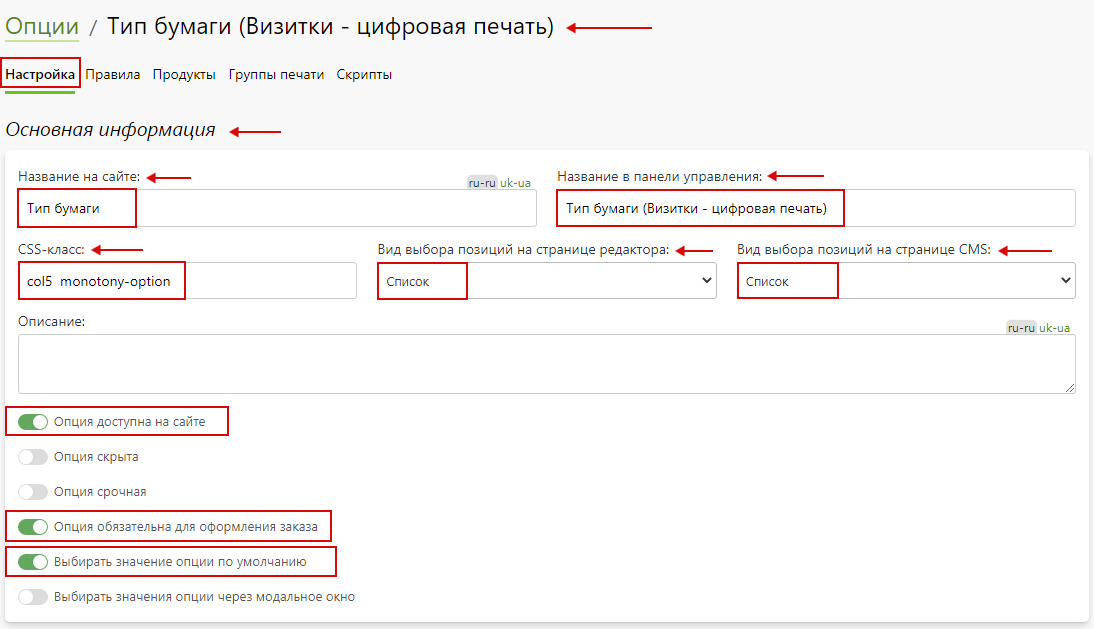 Опции / Тип бумаги (Визитки - цифровая печать)
Настройка Правила Продукты Группы печати Скрипты
Основная информация
Название на сайте: ru-ru uk-ua Название в панели управления:
Тип бумаги Тип бумаги (Визитки - цифровая печать)
CSS-класс: Вид выбора позиций на странице редактора: Вид выбора позиций на странице CMS:
col5 monotony-option Список Список
Описание: ru-ru uk-ua
Опция доступна на сайте
Опция скрыта
Опция срочная
Опция обязательна для оформления заказа
Выбирать значение опции по умолчанию
Выбирать значения опции через модальное окно